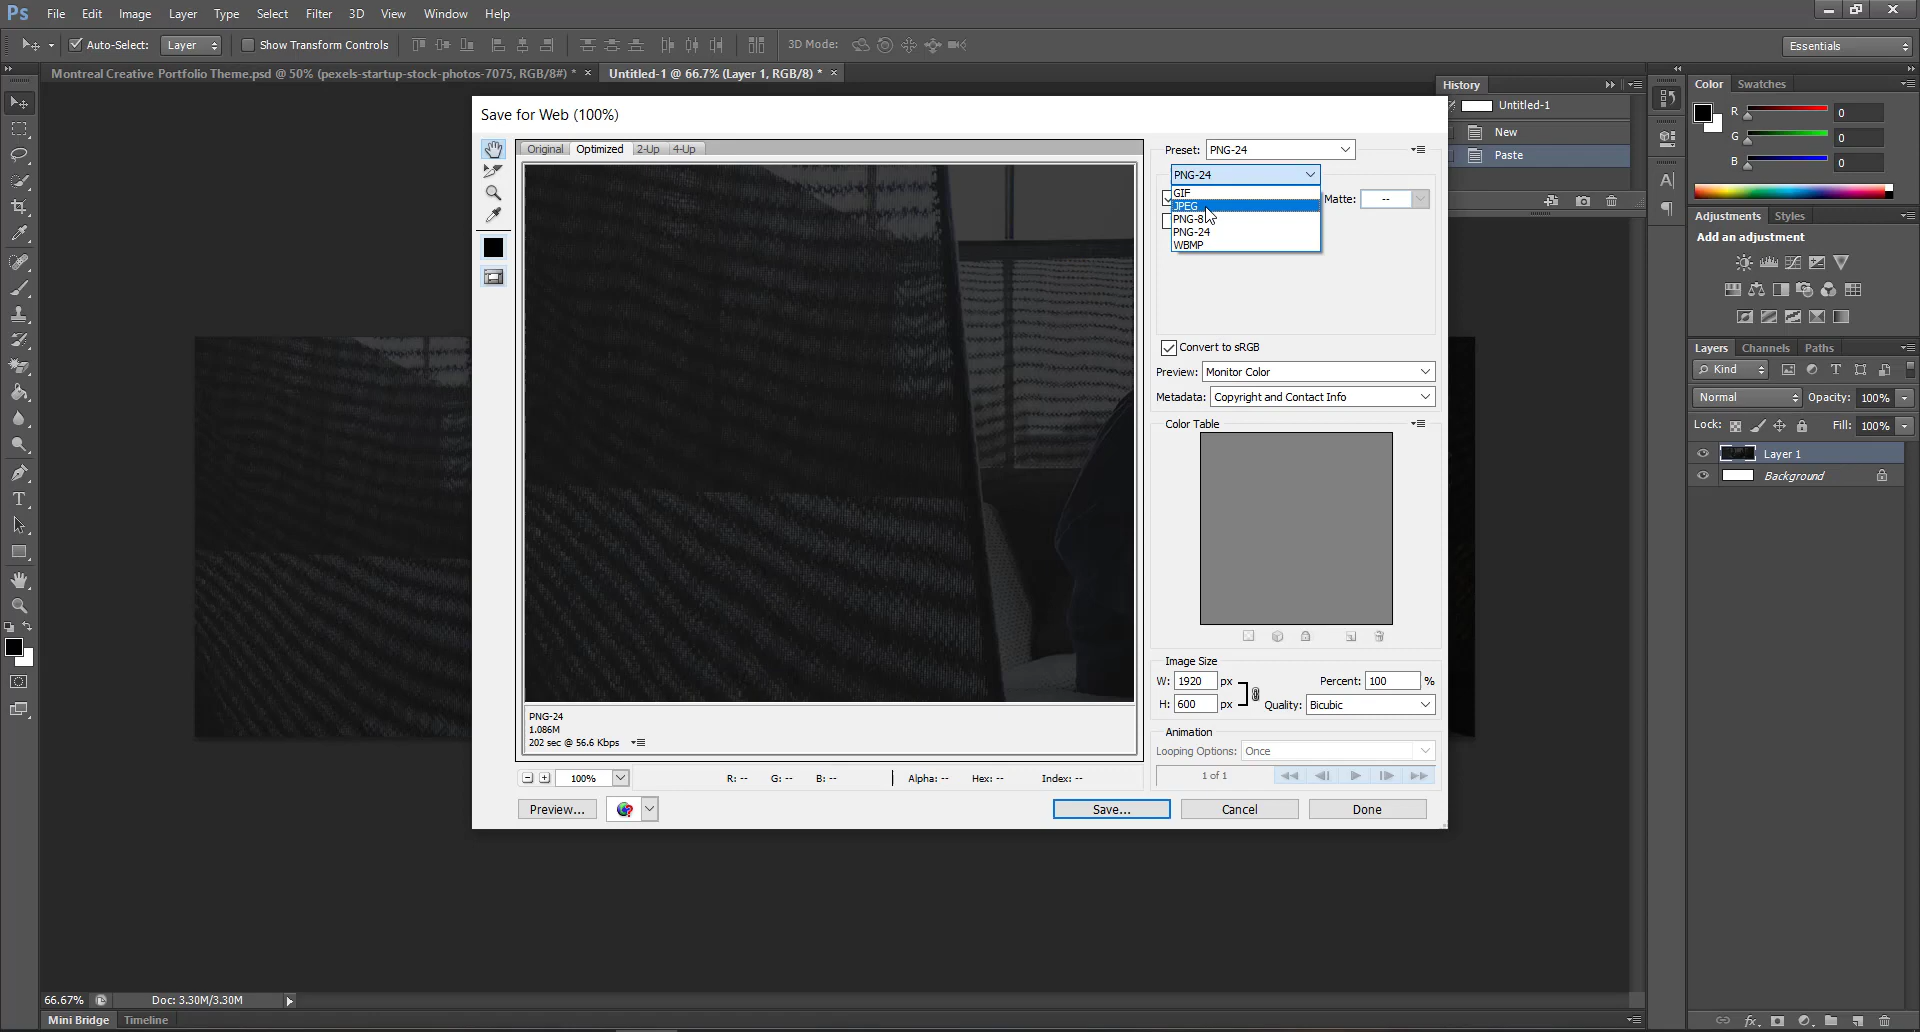 Ps File Edit Image Layer Type Select Filter 3D View Window Help
Auto-Select: Layer Show Transform Controls 3D Mode: Essentials
Montreal Creative Portfolio Theme.psd @ 50% (pexels-startup-stock-photos-7075, RGB/8#) * × Untitled-1 @ 66.7% (Layer 1, RGB/8) * ×
History
Untitled-1
New
Paste
Color Swatches
R 0
G 0
B 0
Adjustments Styles
Add an adjustment
Layers Channels Paths
Kind
Normal Opacity: 100%
Lock: Fill: 100%
Layer 1
Background
Save for Web (100%)
Original Optimized 2-Up 4-Up
Preset: PNG-24
PNG-24
GIF
JPEG
PNG-8
PNG-24
WBMP
Matte: --
Convert to sRGB
Preview: Monitor Color
Metadata: Copyright and Contact Info
Color Table
Image Size
W: 1920 px Percent: 100 %
H: 600 px Quality: Bicubic
Animation
Looping Options: Once
1 of 1
PNG-24
1.086M
202 sec @ 56.6 Kbps
100% R: -- G: -- B: -- Alpha: -- Hex: -- Index: --
Preview... Save... Cancel Done
66.67% Doc: 3.30M/3.30M
Mini Bridge Timeline